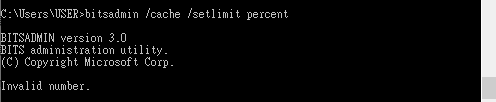 C:\Users\USER>bitsadmin /cache /setlimit percent
BITSADMIN version 3.0
BITS administration utility.
(C) Copyright Microsoft Corp.
Invalid number.